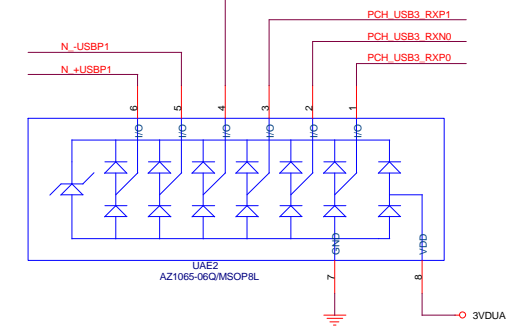 PCH_USB3_RXP1
PCH_USB3_RXN0
N_-USBP1
PCH_USB3_RXP0
N_+USBP1
6 5 4 3 2 1
I/O I/O I/O I/O I/O I/O
GND VDD
UAE2
AZ1065-06Q/MSOP8L
7 8
3VDUA